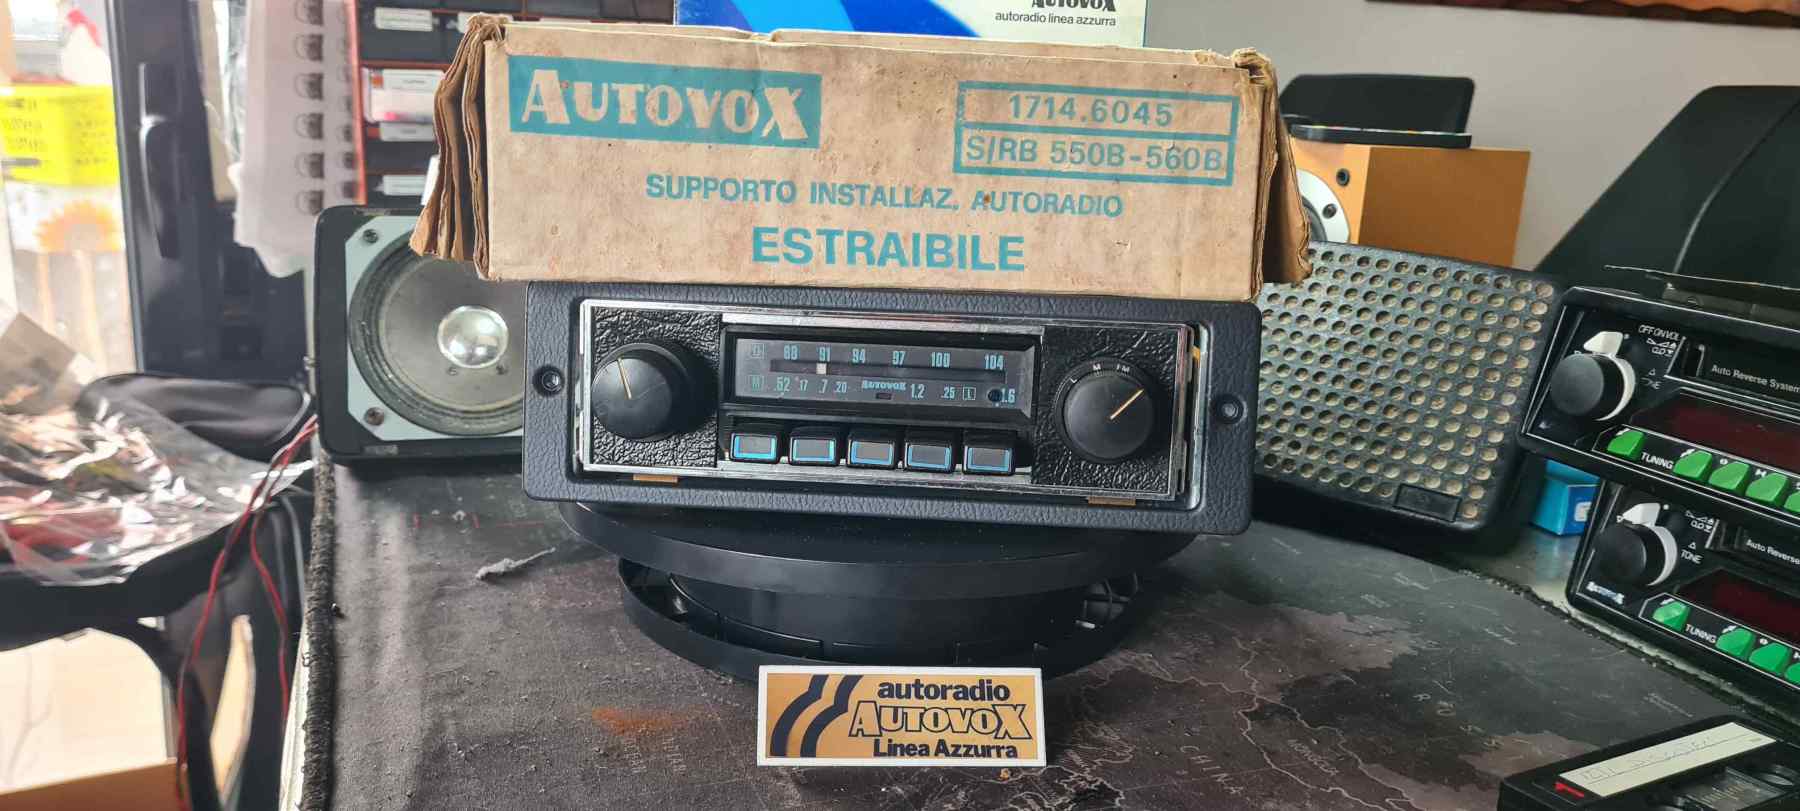 AUTOVOX
autoradio linea azzurra
AUTOVOX
1714.6045
S/RB 550B-560B
SUPPORTO INSTALLAZ. AUTORADIO
ESTRAIBILE
88 91 94 97 100 104
M .52 .7 AUTOVOX 1.2 .25 L 1.6
L M FM
OFF ON VOL
Auto Reverse System
TUNING
TONE
Auto Reverse
AUTOVOX
TUNING
autoradio
AUTOVOX
Linea Azzurra
CHINA